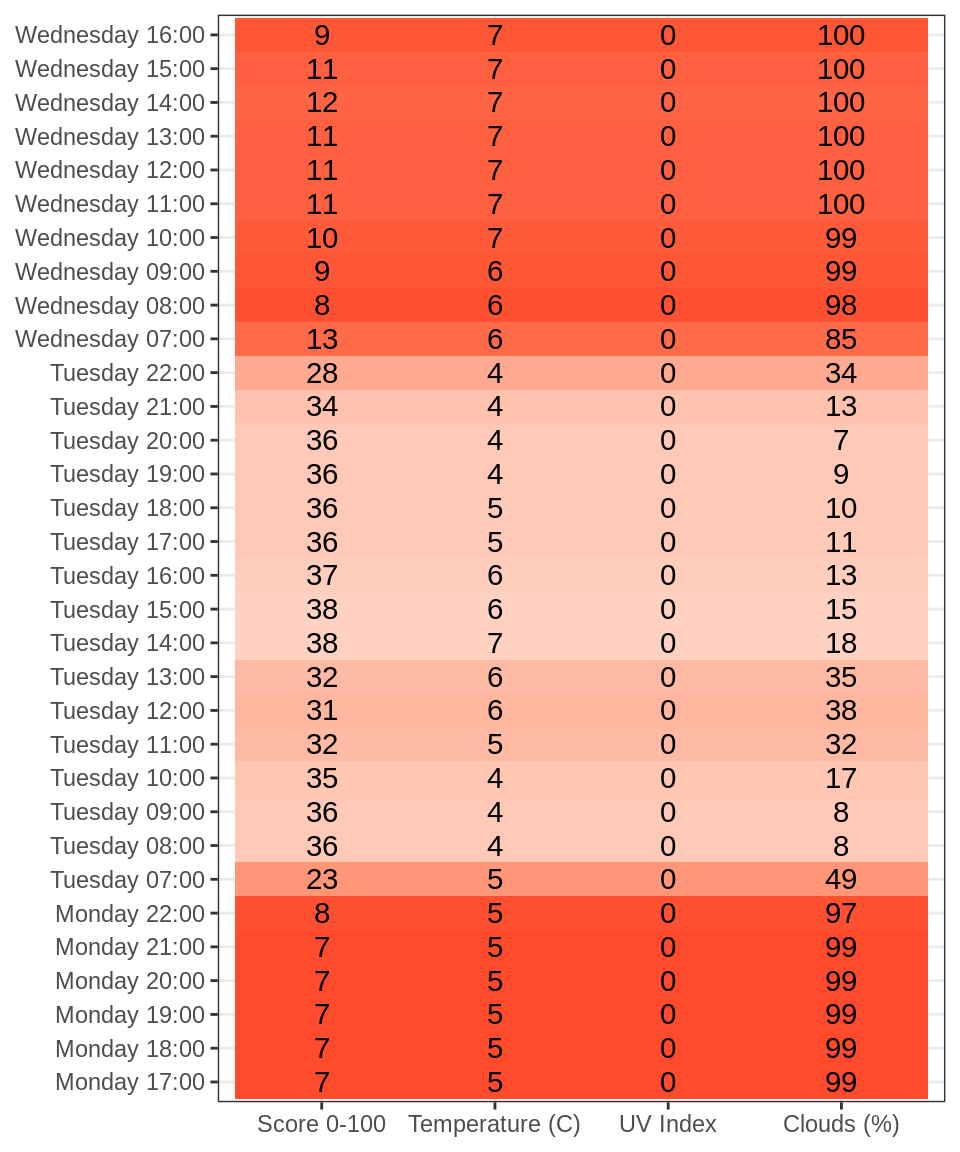 Wednesday 16:00 9 7 0 100
Wednesday 15:00 11 7 0 100
Wednesday 14:00 12 7 0 100
Wednesday 13:00 11 7 0 100
Wednesday 12:00 11 7 0 100
Wednesday 11:00 11 7 0 100
Wednesday 10:00 10 7 0 99
Wednesday 09:00 9 6 0 99
Wednesday 08:00 8 6 0 98
Wednesday 07:00 13 6 0 85
Tuesday 22:00 28 4 0 34
Tuesday 21:00 34 4 0 13
Tuesday 20:00 36 4 0 7
Tuesday 19:00 36 4 0 9
Tuesday 18:00 36 5 0 10
Tuesday 17:00 36 5 0 11
Tuesday 16:00 37 6 0 13
Tuesday 15:00 38 6 0 15
Tuesday 14:00 38 7 0 18
Tuesday 13:00 32 6 0 35
Tuesday 12:00 31 6 0 38
Tuesday 11:00 32 5 0 32
Tuesday 10:00 35 4 0 17
Tuesday 09:00 36 4 0 8
Tuesday 08:00 36 4 0 8
Tuesday 07:00 23 5 0 49
Monday 22:00 8 5 0 97
Monday 21:00 7 5 0 99
Monday 20:00 7 5 0 99
Monday 19:00 7 5 0 99
Monday 18:00 7 5 0 99
Monday 17:00 7 5 0 99
Score 0-100 Temperature (C) UV Index Clouds (%)